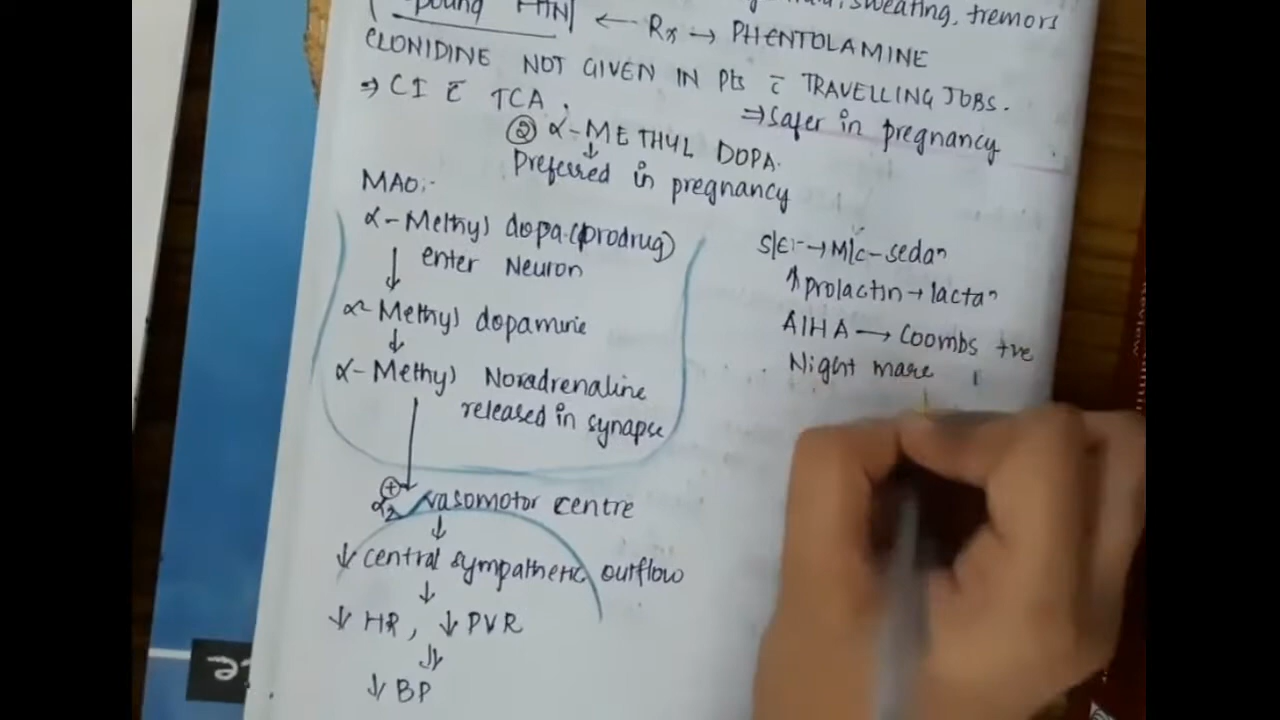 sweating, tremors
HTN ← Rx → PHENTOLAMINE
CLONIDINE NOT GIVEN IN Pts c̄ TRAVELLING JOBS.
⇒ CI c̄ TCA.
⇒ Safer in pregnancy
② α-METHYL DOPA.
↓
Preferred in pregnancy
MAO:-
α-Methyl dopa (prodrug)
↓ enter Neuron
α-Methyl dopamine
↓
α-Methyl Noradrenaline
released in synapse
↓
⊕
α2 vasomotor centre
↓
↓ central sympathetic outflow
↓
↓ HR, ↓ PVR
⇓
↓ BP
S/E:- → M/C - sedaⁿ
↑ prolactin → lactaⁿ
AIHA → Coombs +ve
Night mare